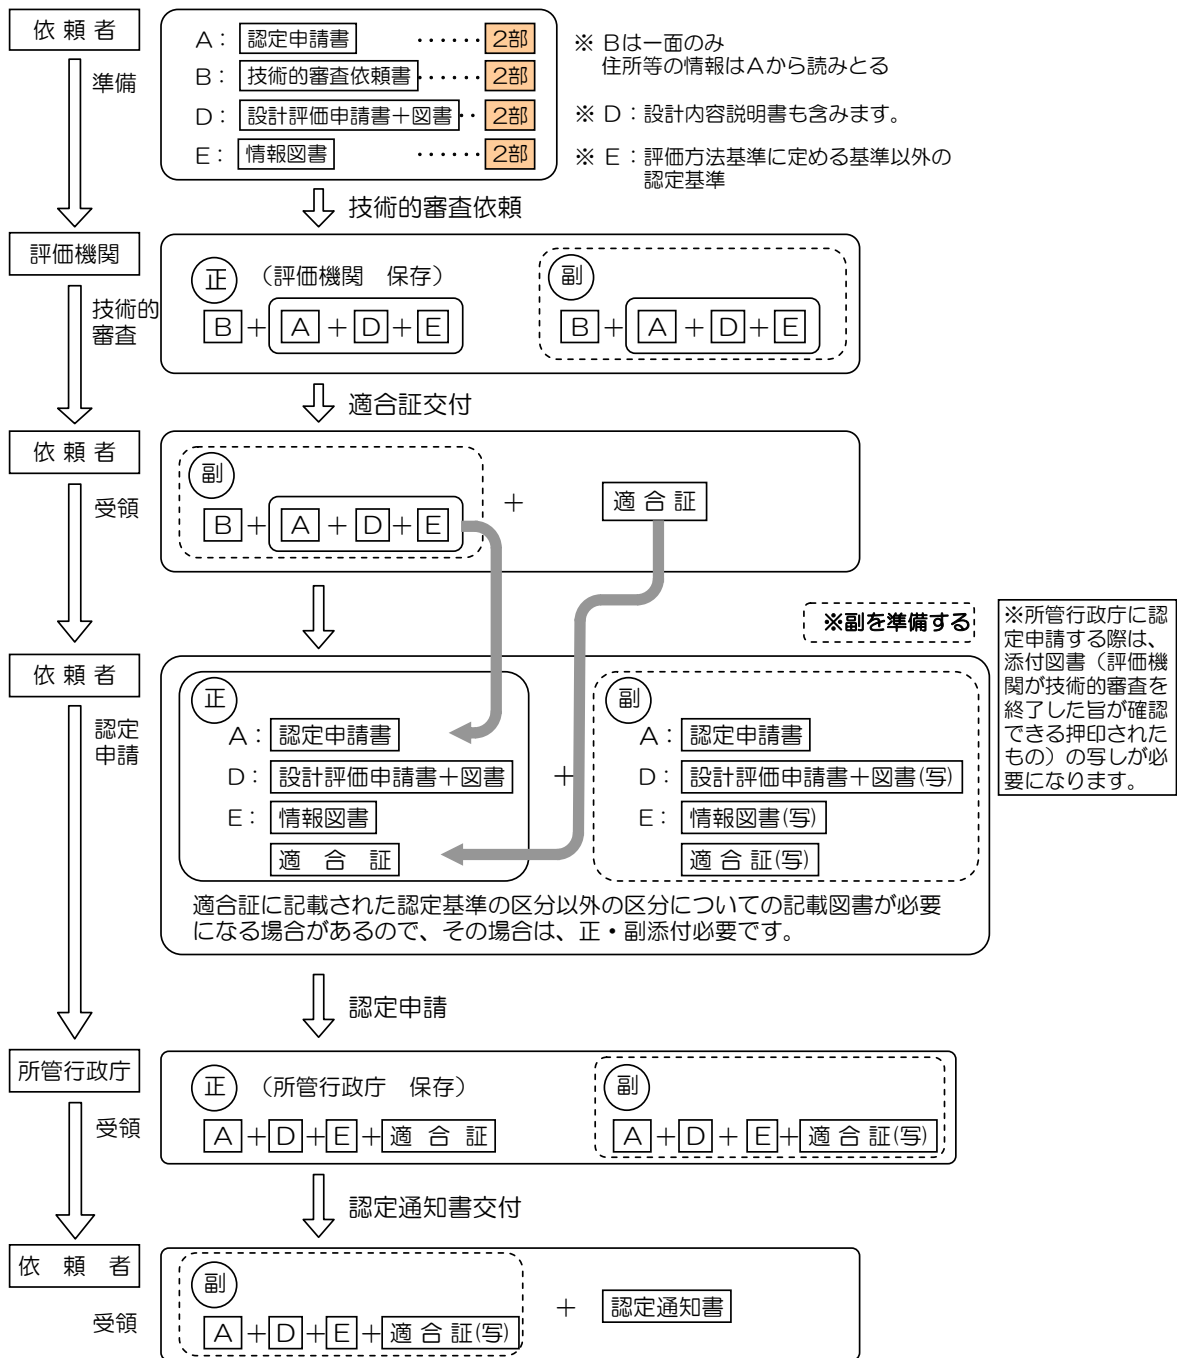 依 頼 者
準備
A： 認定申請書 ‥‥‥ 2部
B： 技術的審査依頼書 ‥‥‥ 2部
D： 設計評価申請書＋図書 ‥ 2部
E： 情報図書 ‥‥‥ 2部
※ Bは一面のみ
住所等の情報はAから読みとる
※ D：設計内容説明書も含みます。
※ E：評価方法基準に定める基準以外の
認定基準
技術的審査依頼
評価機関
技術的
審査
正 （評価機関　保存）
B＋A＋D＋E
副
B＋A＋D＋E
適合証交付
依 頼 者
受領
副
B＋A＋D＋E
＋
適 合 証
※副を準備する
※所管行政庁に認
定申請する際は、
添付図書（評価機
関が技術的審査を
終了した旨が確認
できる押印された
もの）の写しが必
要になります。
依 頼 者
認定
申請
正
A： 認定申請書
D： 設計評価申請書＋図書
E： 情報図書
適　合　証
＋
副
A： 認定申請書
D： 設計評価申請書＋図書(写)
E： 情報図書(写)
適 合 証(写)
適合証に記載された認定基準の区分以外の区分についての記載図書が必要
になる場合があるので、その場合は、正・副添付必要です。
認定申請
所管行政庁
受領
正 （所管行政庁　保存）
A＋D＋E＋適 合 証
副
A＋D＋E＋適 合 証(写)
認定通知書交付
依　頼　者
受領
副
A＋D＋E＋適 合 証(写)
＋ 認定通知書